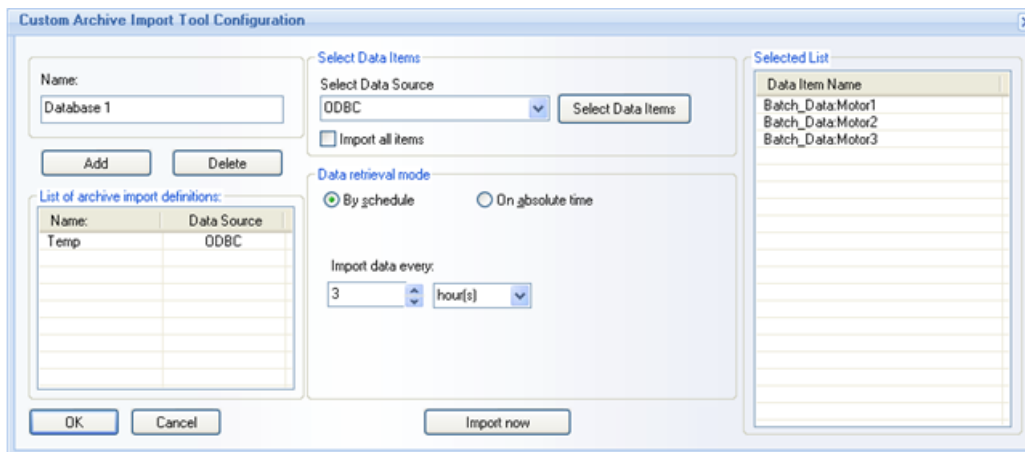 Custom Archive Import Tool Configuration
Name:
Database 1
Add
Delete
List of archive import definitions:
Name: Data Source
Temp ODBC
OK
Cancel
Select Data Items
Select Data Source
ODBC
Select Data Items
Import all items
Data retrieval mode
By schedule
On absolute time
Import data every:
3
hour(s)
Import now
Selected List
Data Item Name
Batch_Data:Motor1
Batch_Data:Motor2
Batch_Data:Motor3